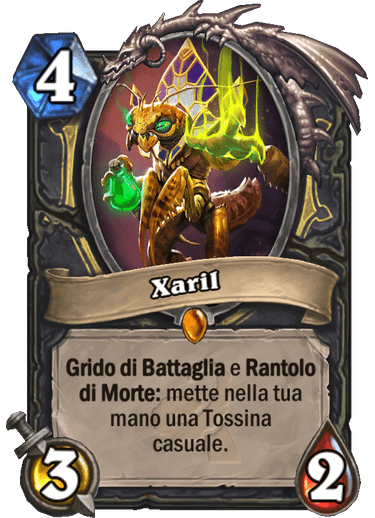 4
Xaril
Grido di Battaglia e Rantolo
di Morte: mette nella tua
mano una Tossina
casuale.
3
2